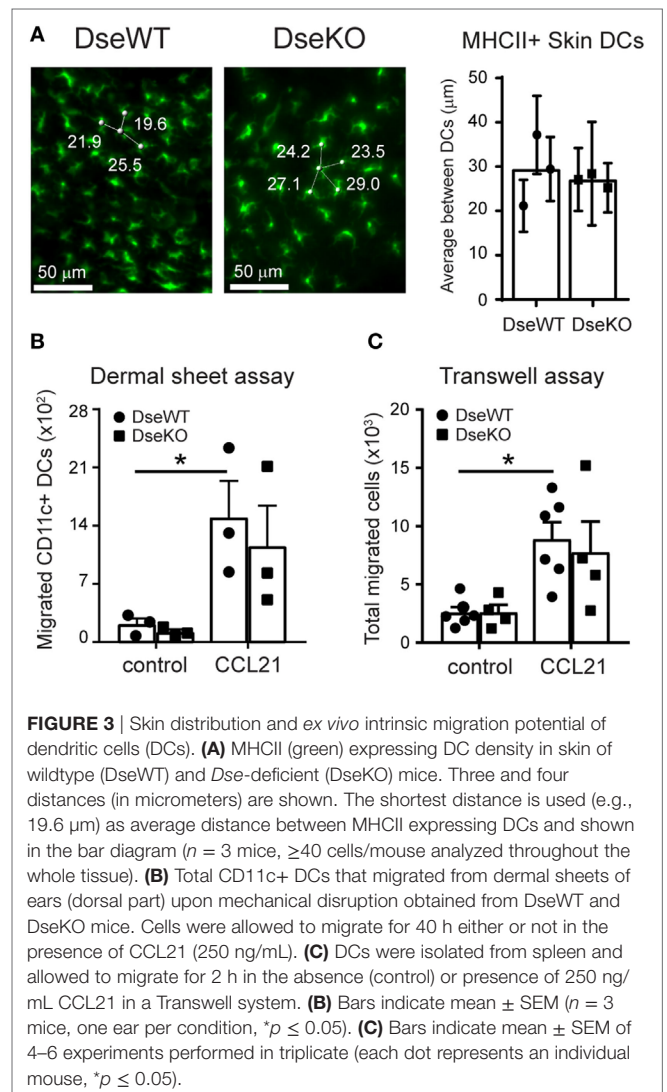 A
DseWT
DseKO
MHCII+ Skin DCs
21.9
19.6
25.5
50 μm
24.2
23.5
27.1
29.0
50 μm
Average between DCs (μm)
50
40
30
20
10
0
DseWT DseKO
B
Dermal sheet assay
Migrated CD11c+ DCs (x10²)
28
21
14
7
0
DseWT
DseKO
*
control
CCL21
C
Transwell assay
Total migrated cells (x10³)
20
15
10
5
0
DseWT
DseKO
*
control
CCL21
FIGURE 3 | Skin distribution and ex vivo intrinsic migration potential of
dendritic cells (DCs). (A) MHCII (green) expressing DC density in skin of
wildtype (DseWT) and Dse-deficient (DseKO) mice. Three and four
distances (in micrometers) are shown. The shortest distance is used (e.g.,
19.6 µm) as average distance between MHCII expressing DCs and shown
in the bar diagram (n = 3 mice, ≥40 cells/mouse analyzed throughout the
whole tissue). (B) Total CD11c+ DCs that migrated from dermal sheets of
ears (dorsal part) upon mechanical disruption obtained from DseWT and
DseKO mice. Cells were allowed to migrate for 40 h either or not in the
presence of CCL21 (250 ng/mL). (C) DCs were isolated from spleen and
allowed to migrate for 2 h in the absence (control) or presence of 250 ng/
mL CCL21 in a Transwell system. (B) Bars indicate mean ± SEM (n = 3
mice, one ear per condition, *p ≤ 0.05). (C) Bars indicate mean ± SEM of
4–6 experiments performed in triplicate (each dot represents an individual
mouse, *p ≤ 0.05).